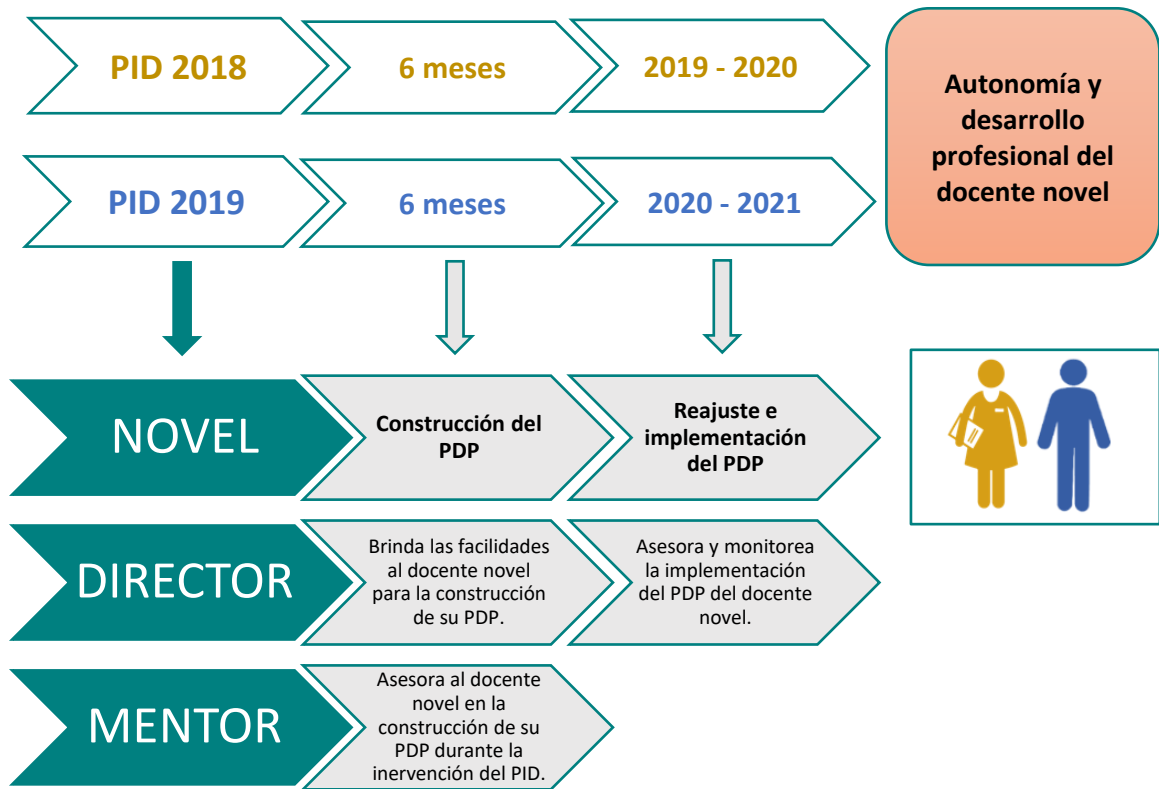 PID 2018
6 meses
2019 - 2020
Autonomía y
desarrollo
profesional del
docente novel
PID 2019
6 meses
2020 - 2021
NOVEL
Construcción del
PDP
Reajuste e
implementación
del PDP
DIRECTOR
Brinda las facilidades
al docente novel
para la construcción
de su PDP.
Asesora y monitorea
la implementación
del PDP del docente
novel.
MENTOR
Asesora al docente
novel en la
construcción de su
PDP durante la
inervención del PID.